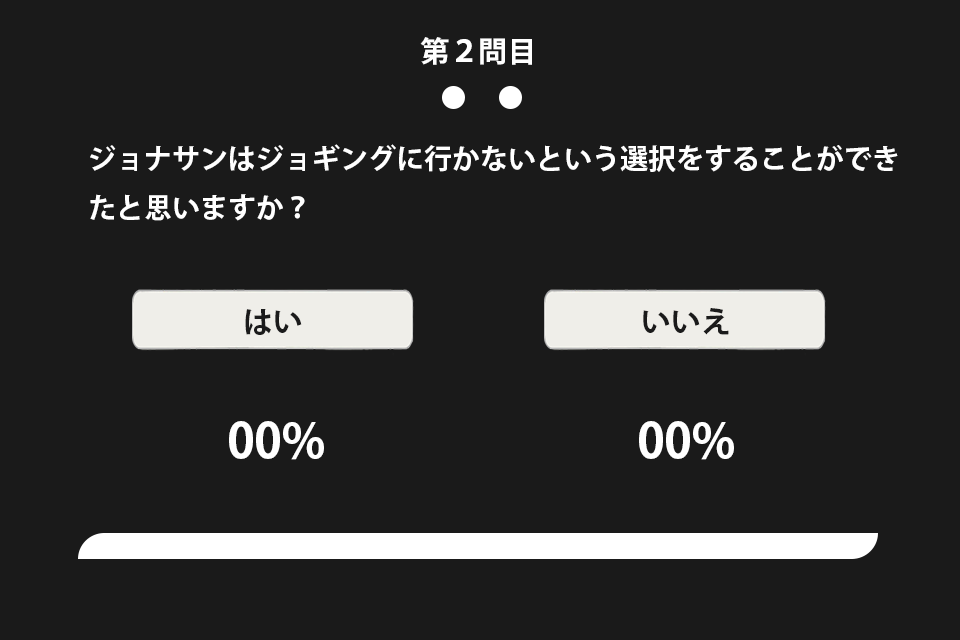 第２問目
ジョナサンはジョギングに行かないという選択をすることができ
たと思いますか？
はい
いいえ
00%
00%